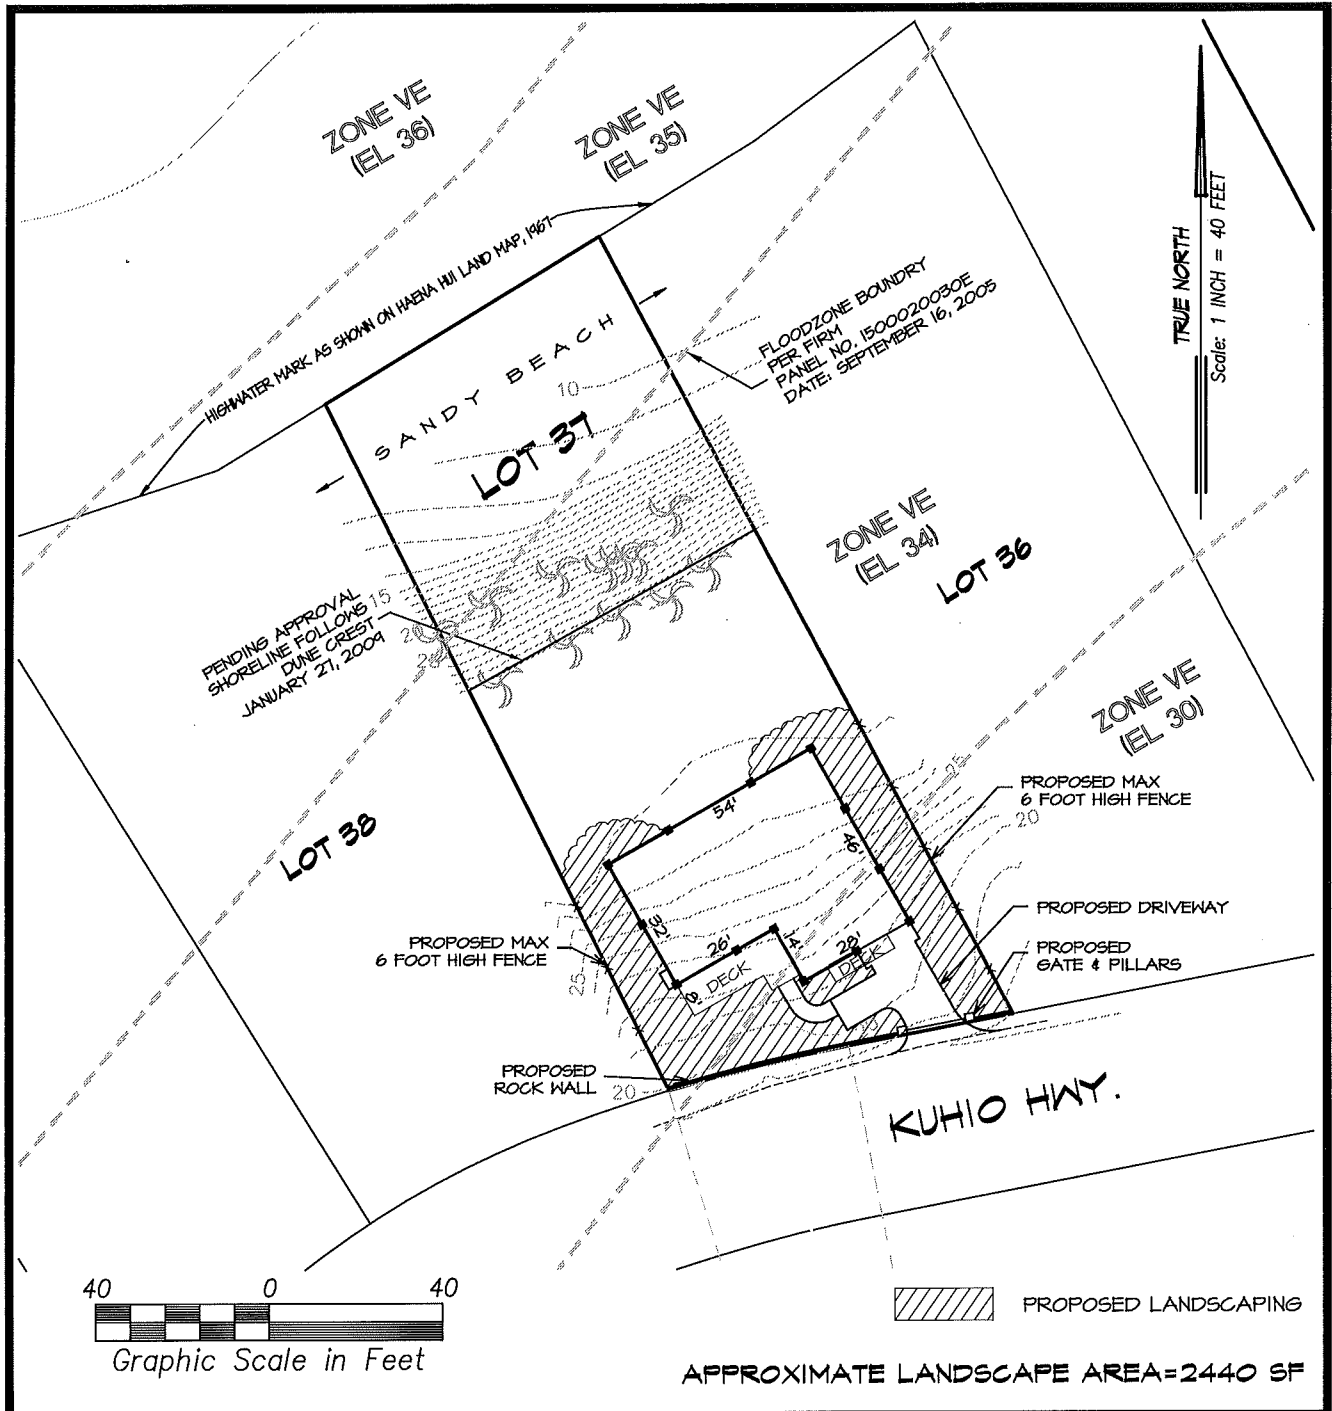 ZONE VE
(EL 36)
ZONE VE
(EL 35)
TRUE NORTH
Scale: 1 INCH = 40 FEET
HIGHWATER MARK AS SHOWN ON HAENA HUI LAND MAP, 1967
FLOODZONE BOUNDRY
PER FIRM
PANEL NO. 1500020030E
DATE: SEPTEMBER 16, 2005
SANDY BEACH
10
LOT 37
ZONE VE
(EL 34)
LOT 36
PENDING APPROVAL
SHORELINE FOLLOWS
DUNE CREST
JANUARY 27, 2009
15
ZONE VE
(EL 30)
25
PROPOSED MAX
6 FOOT HIGH FENCE
20
LOT 38
54'
46'
32'
26'
14'
28'
DECK
DECK
8'
PROPOSED DRIVEWAY
PROPOSED
GATE & PILLARS
PROPOSED MAX
6 FOOT HIGH FENCE
25
PROPOSED
ROCK WALL
20
KUHIO HWY.
40 0 40
Graphic Scale in Feet
PROPOSED LANDSCAPING
APPROXIMATE LANDSCAPE AREA=2440 SF